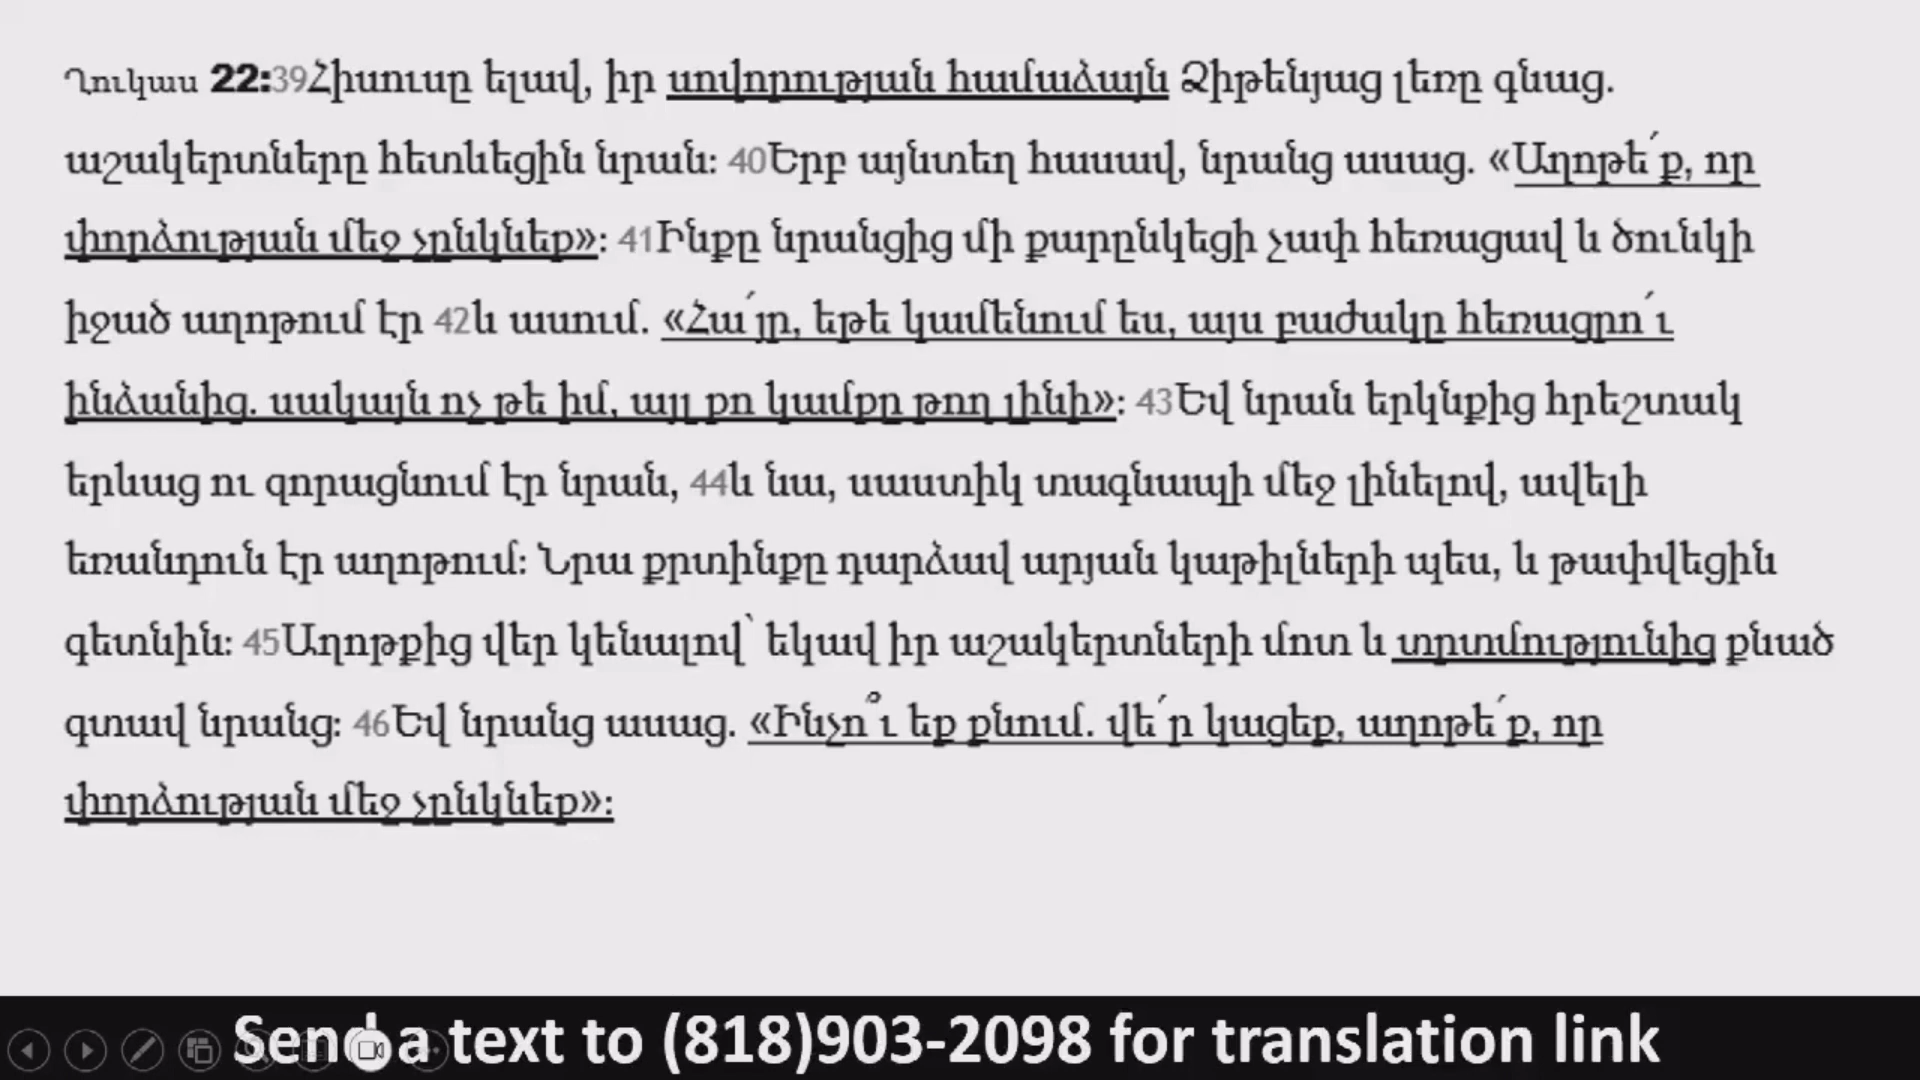 Ղուկաս 22:39Հիսուսը ելավ, իր սովորության համաձայն Ձիթենյաց լեռը գնաց.
աշակերտները հետևեցին նրան: 40Երբ այնտեղ հասավ, նրանց ասաց. «Աղոթե՛ք, որ
փորձության մեջ չընկնեք»: 41Ինքը նրանցից մի քարընկեցի չափ հեռացավ և ծունկի
իջած աղոթում էր 42և ասում. «Հա՛յր, եթե կամենում ես, այս բաժակը հեռացրո՛ւ
ինձանից. սակայն ոչ թե իմ, այլ քո կամքը թող լինի»: 43Եվ նրան երկնքից հրեշտակ
երևաց ու զորացնում էր նրան, 44և նա, սաստիկ տագնապի մեջ լինելով, ավելի
եռանդուն էր աղոթում: Նրա քրտինքը դարձավ արյան կաթիլների պես, և թափվեցին
գետնին: 45Աղոթքից վեր կենալով՝ եկավ իր աշակերտների մոտ և տրտմությունից քնած
գտավ նրանց: 46Եվ նրանց ասաց. «Ինչո՞ւ եք քնում. վե՛ր կացեք, աղոթե՛ք, որ
փորձության մեջ չընկնեք»:
Send a text to (818)903-2098 for translation link